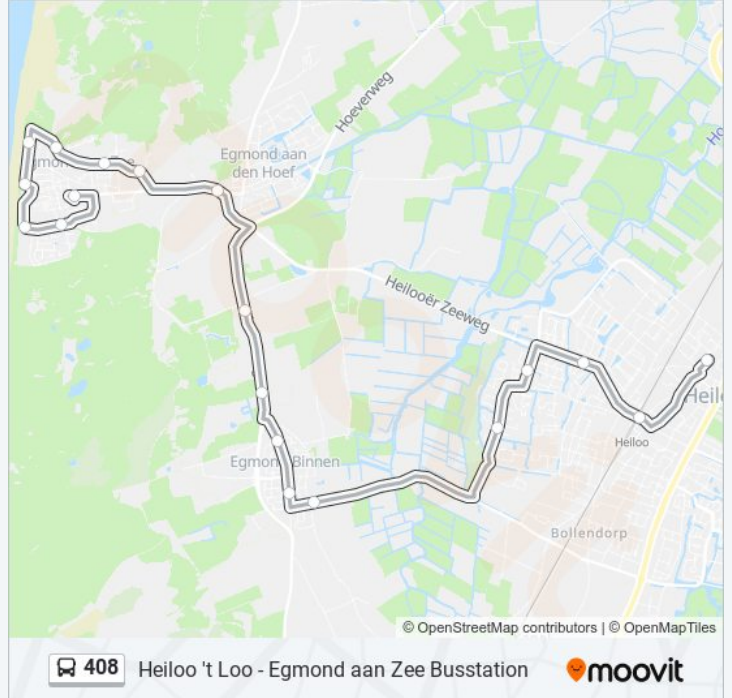 Hoeverweg
Egmond aan
den Hoef
Heilooër Zeeweg
Heiloo
Egmond Binnen
Bollendorp
© OpenStreetMap contributors | © OpenMapTiles
408 Heiloo 't Loo - Egmond aan Zee Busstation moovit